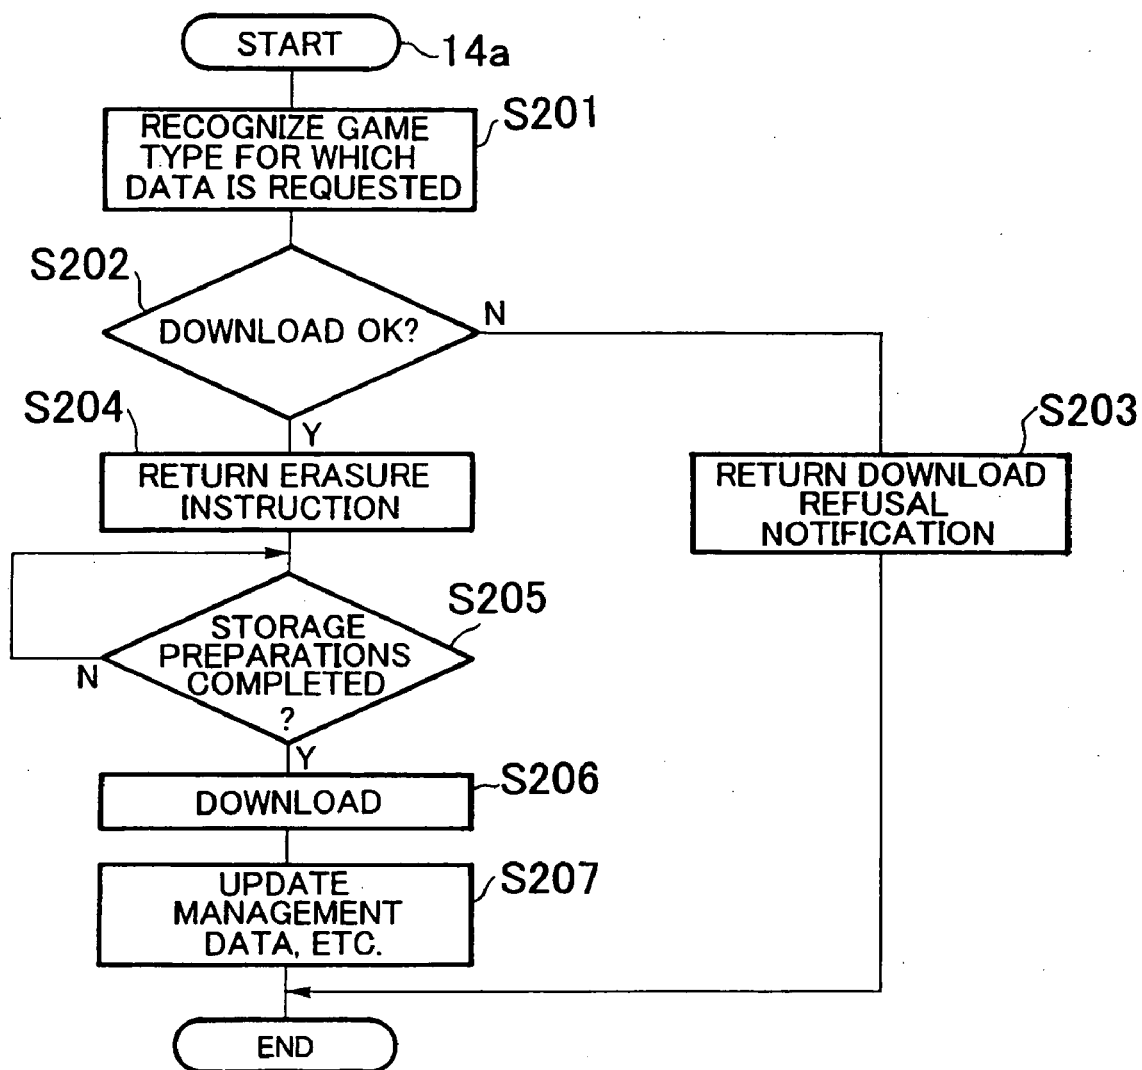 START
14a
S201
RECOGNIZE GAME
TYPE FOR WHICH
DATA IS REQUESTED
S202
DOWNLOAD OK?
N
Y
S204
RETURN ERASURE
INSTRUCTION
S203
RETURN DOWNLOAD
REFUSAL
NOTIFICATION
S205
STORAGE
PREPARATIONS
COMPLETED
?
N
Y
S206
DOWNLOAD
S207
UPDATE
MANAGEMENT
DATA, ETC.
END